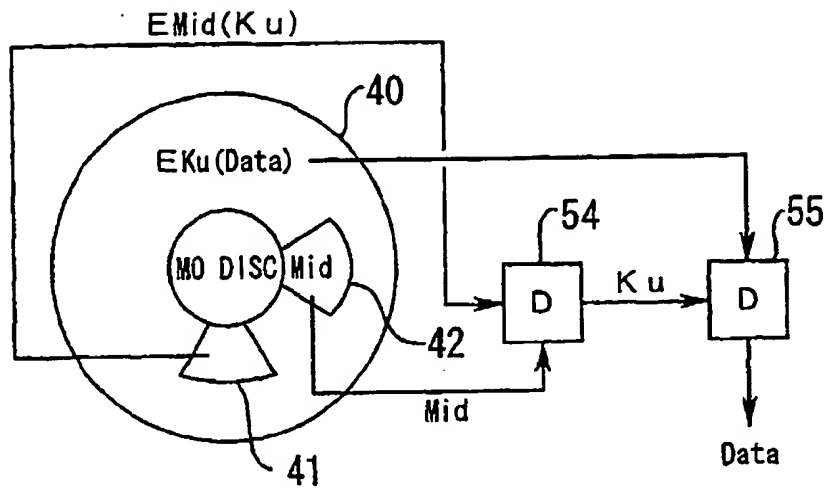 EMid(Ku)
40
EKu(Data)
54
55
MO DISC
Mid
D
Ku
D
42
Mid
41
Data